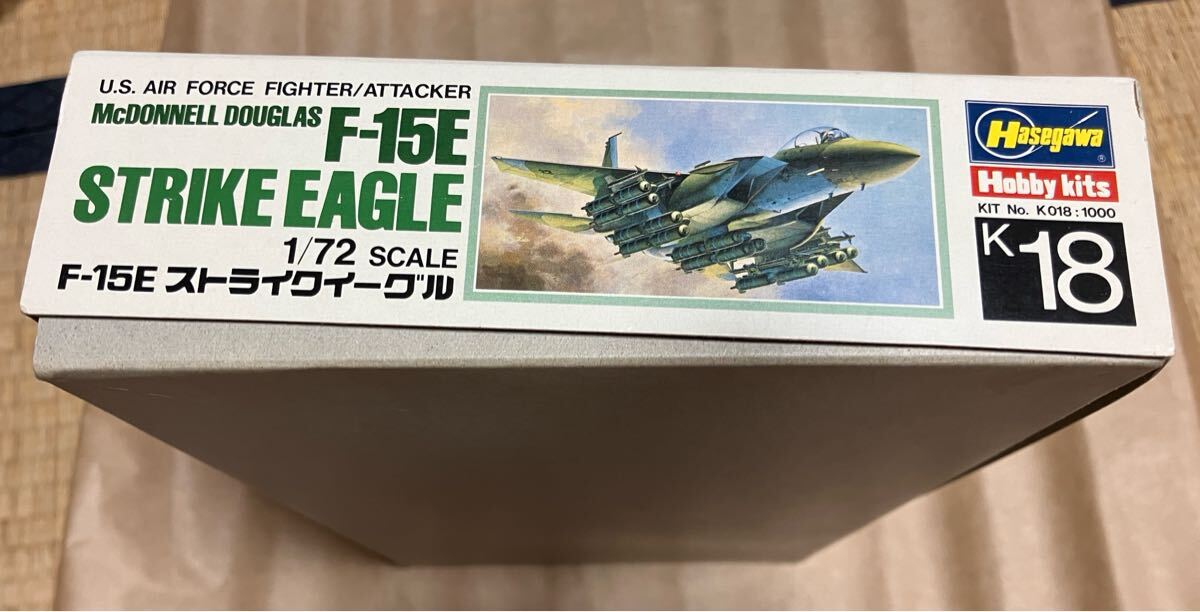 U.S. AIR FORCE FIGHTER/ATTACKER
McDONNELL DOUGLAS F-15E
STRIKE EAGLE
1/72 SCALE
F-15E ストライクイーグル
Hasegawa ®
Hobby kits
KIT No. K018:1000
K18